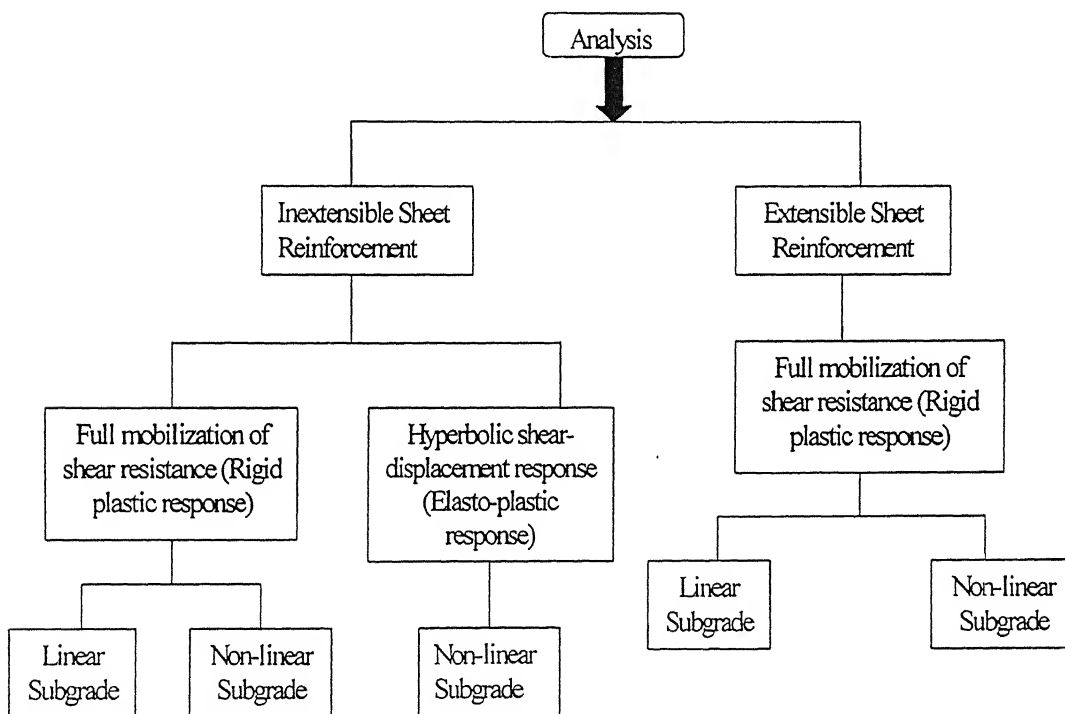 Analysis
Inextensible Sheet
Reinforcement
Extensible Sheet
Reinforcement
Full mobilization of
shear resistance (Rigid
plastic response)
Hyperbolic shear-
displacement response
(Elasto-plastic
response)
Full mobilization of
shear resistance (Rigid
plastic response)
Linear
Subgrade
Non-linear
Subgrade
Non-linear
Subgrade
Linear
Subgrade
Non-linear
Subgrade